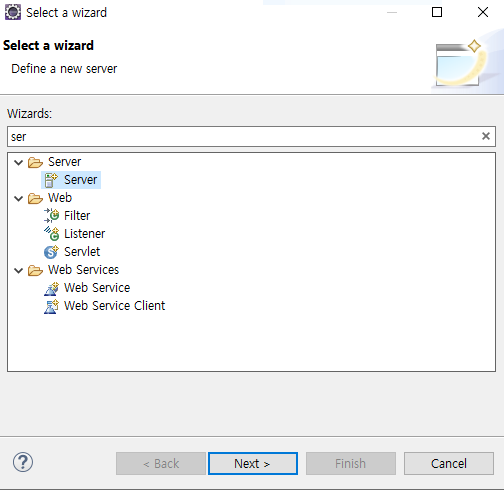 Select a wizard
Select a wizard
Define a new server
Wizards:
ser
Server
Server
Web
Filter
Listener
Servlet
Web Services
Web Service
Web Service Client
< Back
Next >
Finish
Cancel